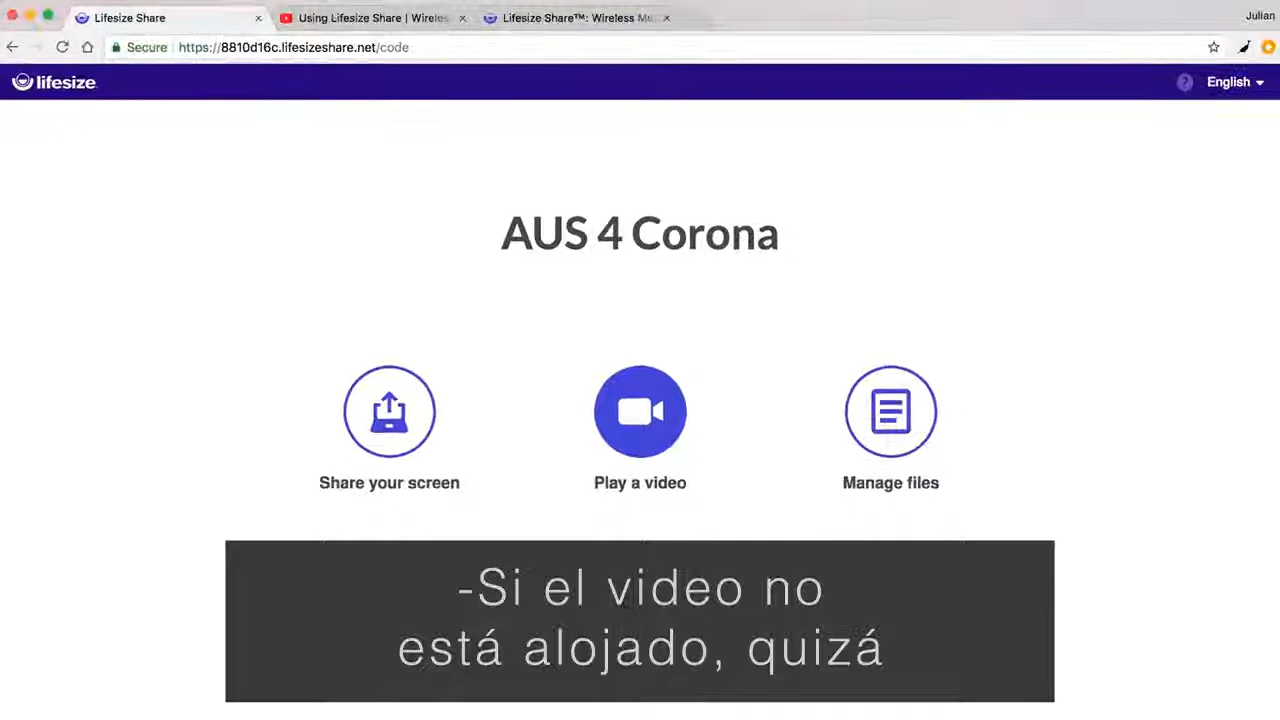 Lifesize Share
Using Lifesize Share | Wireles
Lifesize Share™: Wireless Me
Julian
Secure
https://8810d16c.lifesizeshare.net/code
lifesize
?
English
AUS 4 Corona
Share your screen
Play a video
Manage files
-Si el video no
está alojado, quizá